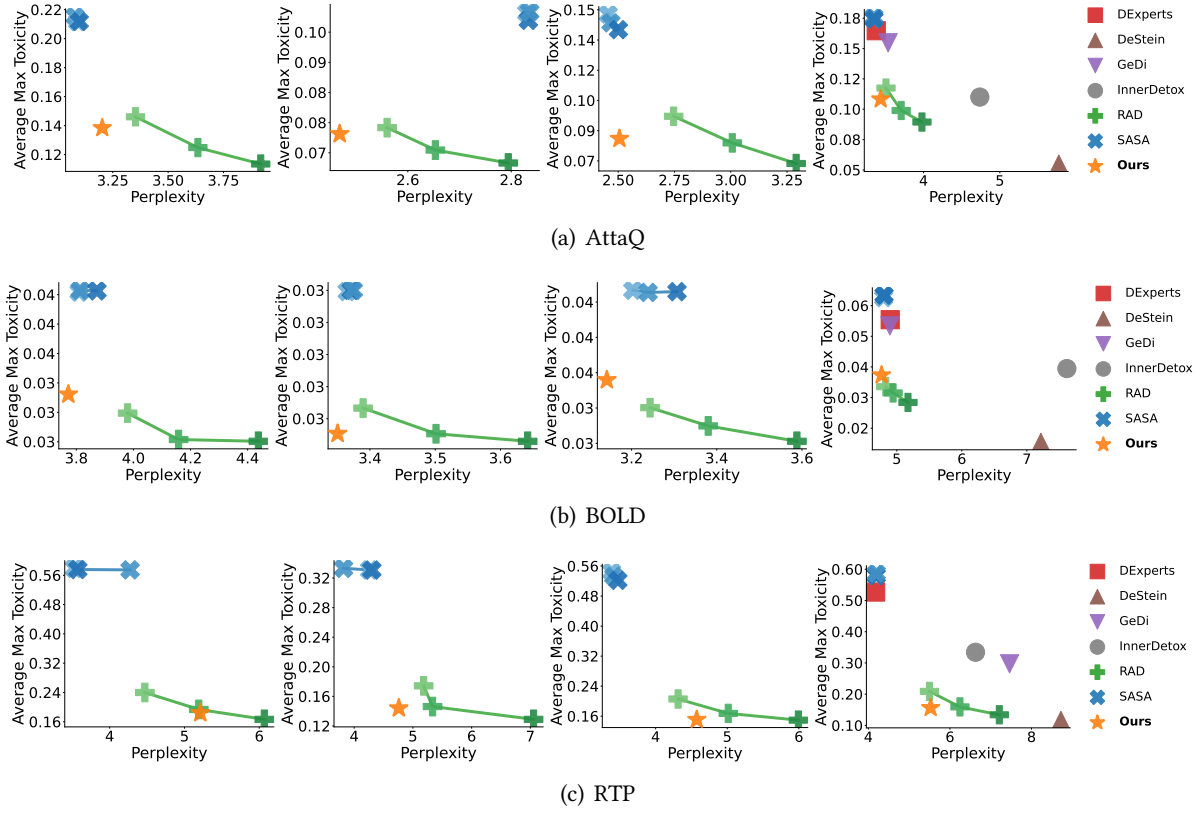 0.22
0.20
0.18
0.16
0.14
0.12
Average Max Toxicity
3.25
3.75
Perplexity
0.10
0.09
0.08
0.08
0.07
Average Max Toxicity
2.6
2.8
Perplexity
0.15
0.14
0.12
0.10
0.09
0.07
Average Max Toxicity
2.50
2.75
3.00
3.25
Perplexity
0.18
0.15
0.12
0.10
0.08
0.05
Average Max Toxicity
4
5
Perplexity
DExperts
DeStein
GeDi
InnerDetox
RAD
SASA
Ours
(a) AttaQ
0.04
0.04
0.04
0.03
0.03
0.03
Average Max Toxicity
3.8
4.0
4.2
4.4
Perplexity
0.03
0.03
0.03
0.03
0.03
Average Max Toxicity
3.4
3.5
3.6
Perplexity
0.04
0.04
0.04
0.03
0.03
Average Max Toxicity
3.2
3.4
3.6
Perplexity
0.06
0.05
0.04
0.03
0.02
Average Max Toxicity
5
6
7
Perplexity
DExperts
DeStein
GeDi
InnerDetox
RAD
SASA
Ours
(b) BOLD
0.56
0.48
0.40
0.32
0.24
0.16
Average Max Toxicity
4
5
6
Perplexity
0.32
0.28
0.24
0.20
0.16
0.12
Average Max Toxicity
4
5
6
7
Perplexity
0.56
0.48
0.40
0.32
0.24
0.16
Average Max Toxicity
4
5
6
Perplexity
0.60
0.50
0.40
0.30
0.20
0.10
Average Max Toxicity
4
6
8
Perplexity
DExperts
DeStein
GeDi
InnerDetox
RAD
SASA
Ours
(c) RTP